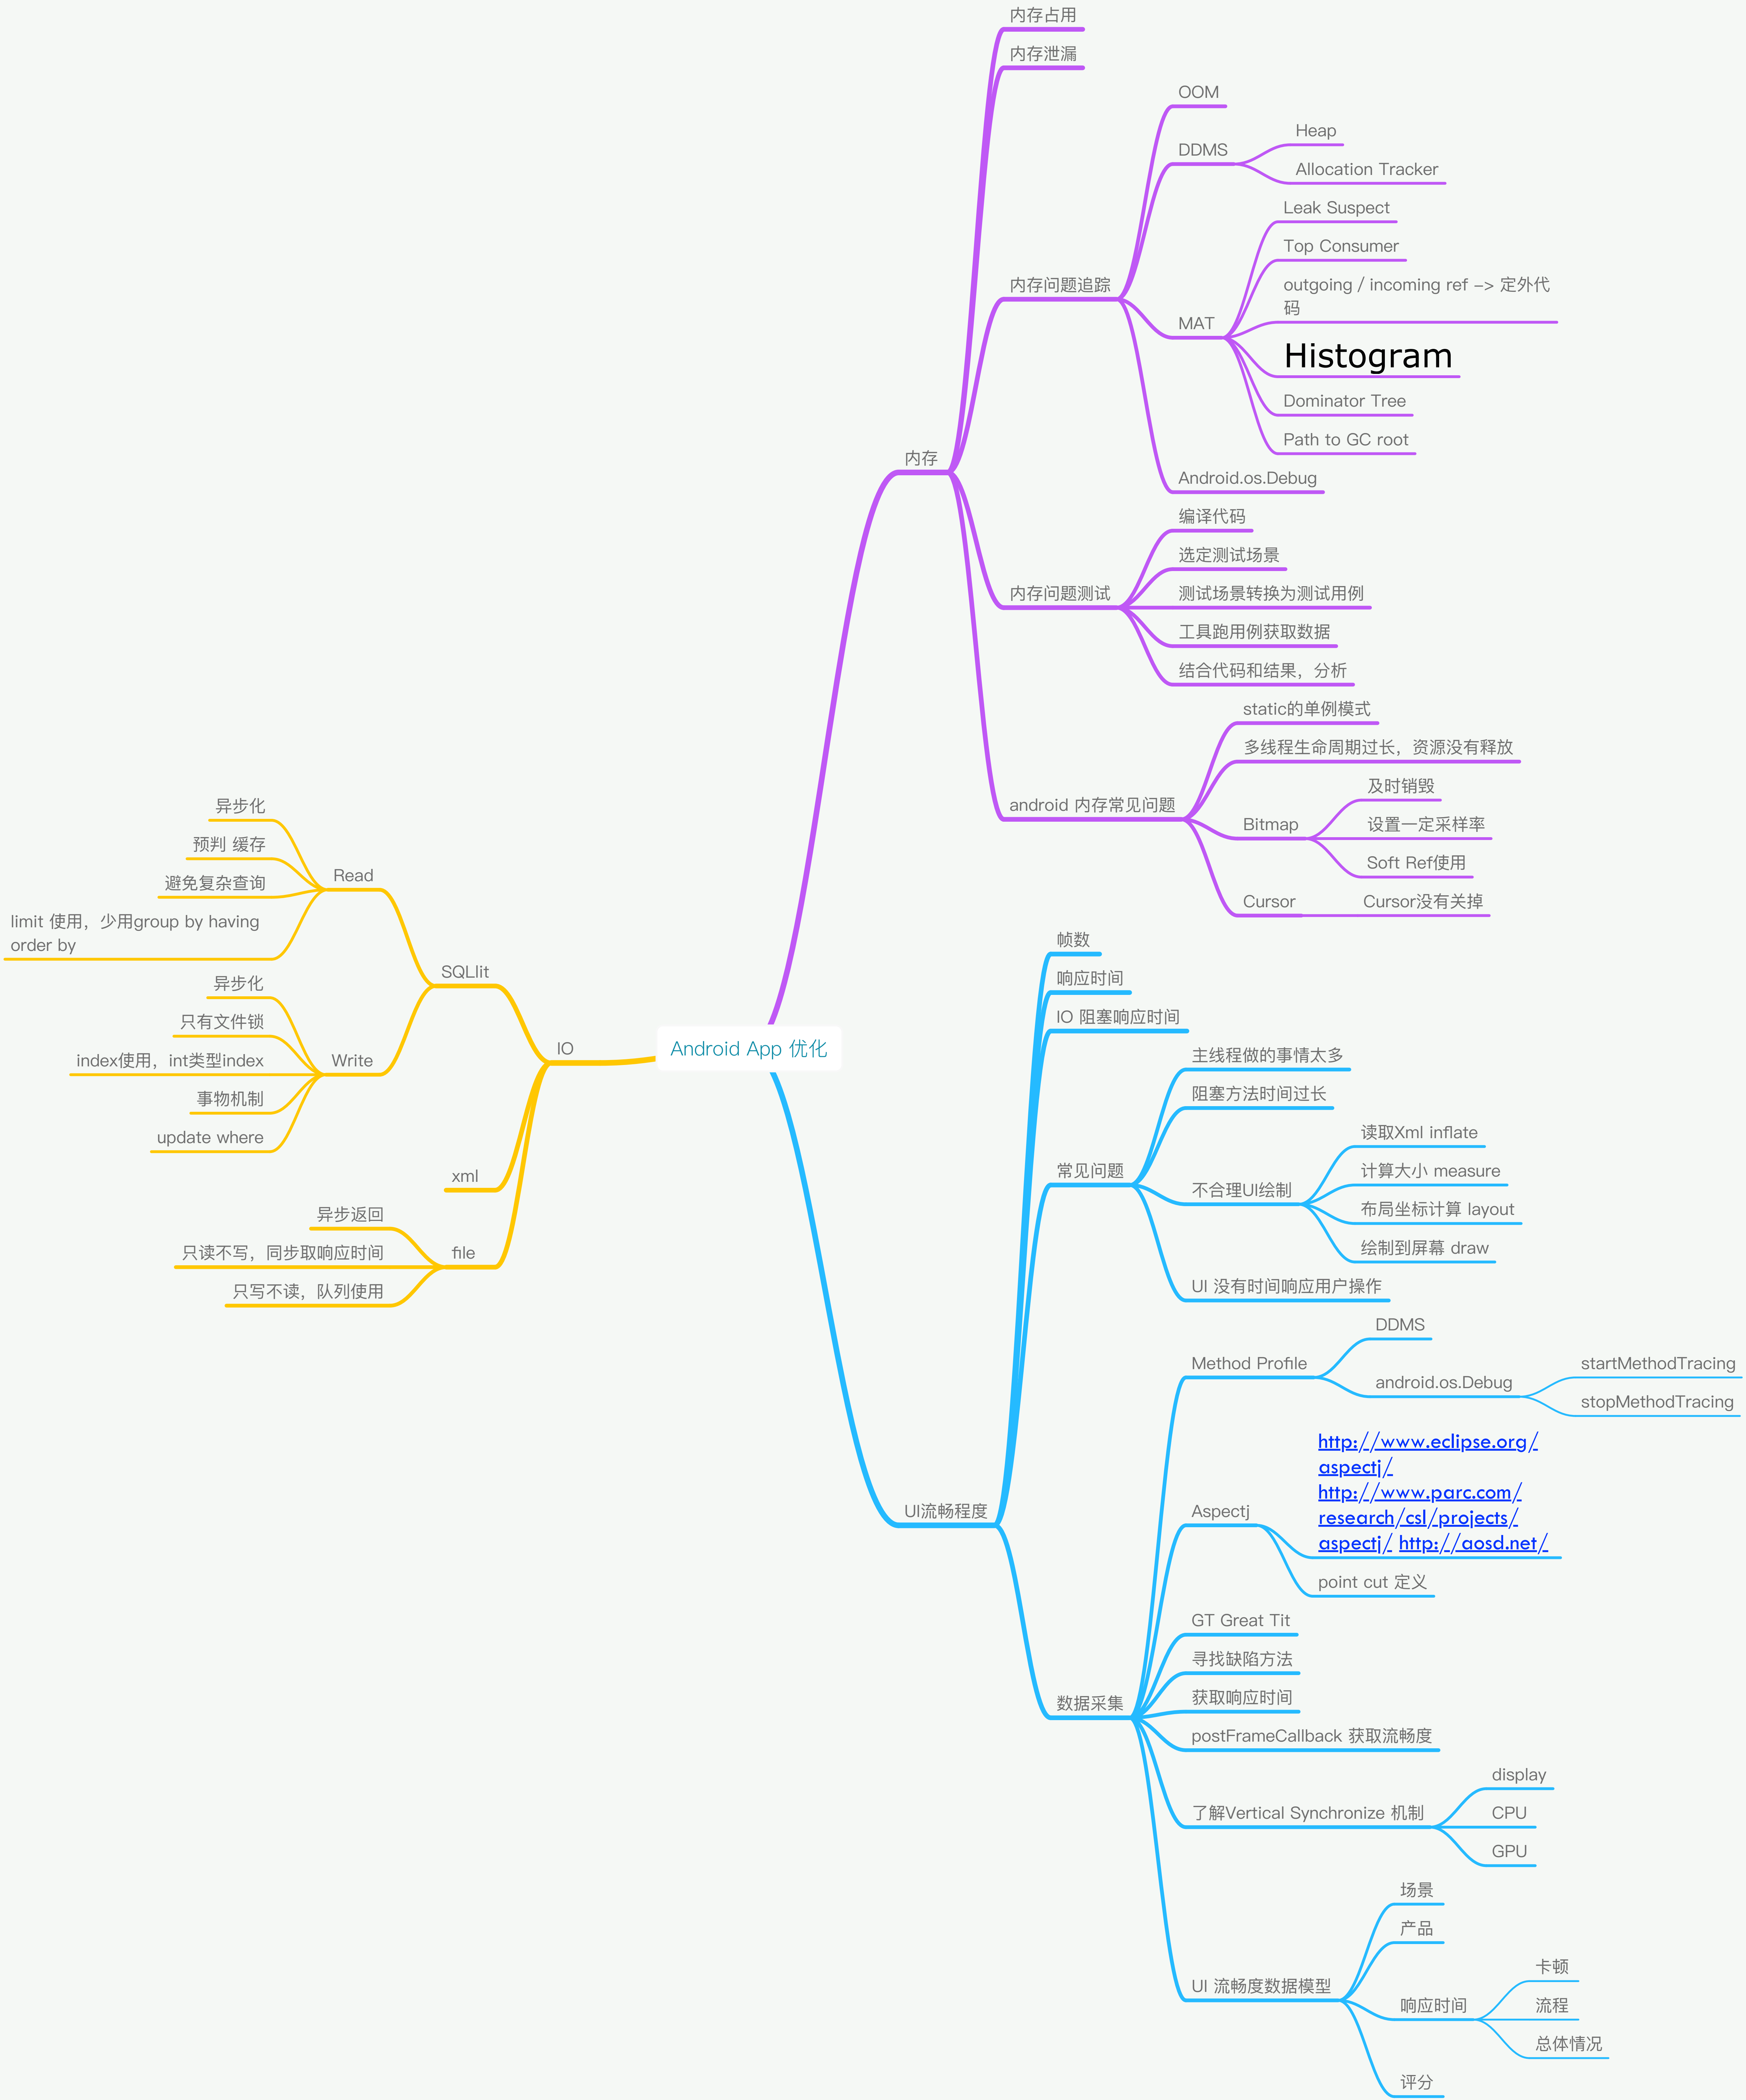 内存占用
内存泄漏
OOM
Heap
DDMS
Allocation Tracker
Leak Suspect
Top Consumer
outgoing / incoming ref -> 定外代
码
内存问题追踪
MAT
Histogram
Dominator Tree
Path to GC root
内存
Android.os.Debug
编译代码
选定测试场景
内存问题测试
测试场景转换为测试用例
工具跑用例获取数据
结合代码和结果，分析
static的单例模式
多线程生命周期过长，资源没有释放
及时销毁
android 内存常见问题
Bitmap
设置一定采样率
Soft Ref使用
Cursor
Cursor没有关掉
异步化
预判 缓存
Read
避免复杂查询
limit 使用，少用group by having
order by
SQLlit
异步化
只有文件锁
Write
index使用，int类型index
事物机制
update where
IO
xml
异步返回
file
只读不写，同步取响应时间
只写不读，队列使用
Android App 优化
帧数
响应时间
IO 阻塞响应时间
主线程做的事情太多
阻塞方法时间过长
读取Xml inflate
常见问题
计算大小 measure
不合理UI绘制
布局坐标计算 layout
绘制到屏幕 draw
UI 没有时间响应用户操作
DDMS
Method Profile
startMethodTracing
android.os.Debug
stopMethodTracing
http://www.eclipse.org/
aspectj/
http://www.parc.com/
research/csl/projects/
aspectj/ http://aosd.net/
Aspectj
UI流畅程度
point cut 定义
GT Great Tit
寻找缺陷方法
获取响应时间
数据采集
postFrameCallback 获取流畅度
display
了解Vertical Synchronize 机制
CPU
GPU
场景
产品
卡顿
UI 流畅度数据模型
响应时间
流程
总体情况
评分